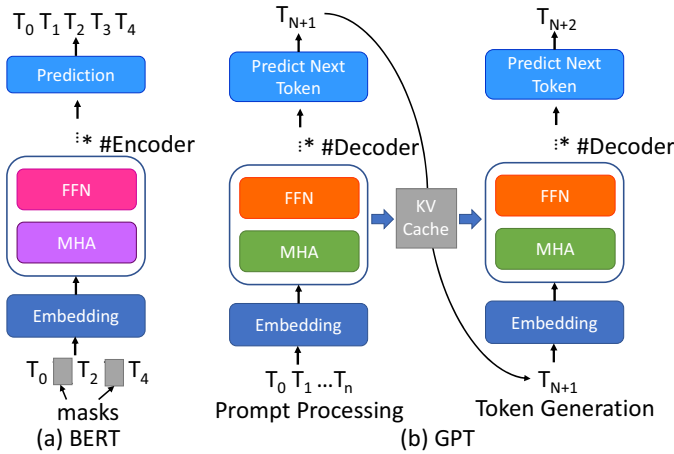 T0 T1 T2 T3 T4
Prediction
⋮* #Encoder
FFN
MHA
Embedding
T0 T2 T4
masks
(a) BERT
TN+1
Predict Next
Token
⋮* #Decoder
FFN
MHA
Embedding
T0 T1 ...Tn
Prompt Processing
KV
Cache
TN+2
Predict Next
Token
⋮* #Decoder
FFN
MHA
Embedding
TN+1
Token Generation
(b) GPT